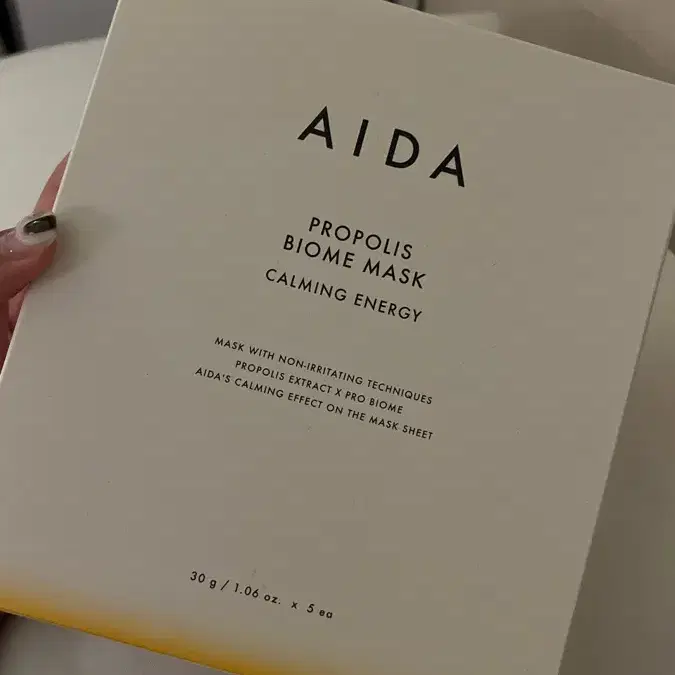 AIDA
PROPOLIS
BIOME MASK
CALMING ENERGY
MASK WITH NON-IRRITATING TECHNIQUES
PROPOLIS EXTRACT X PRO BIOME
AIDA'S CALMING EFFECT ON THE MASK SHEET
30 g / 1.06 oz. x 5 ea